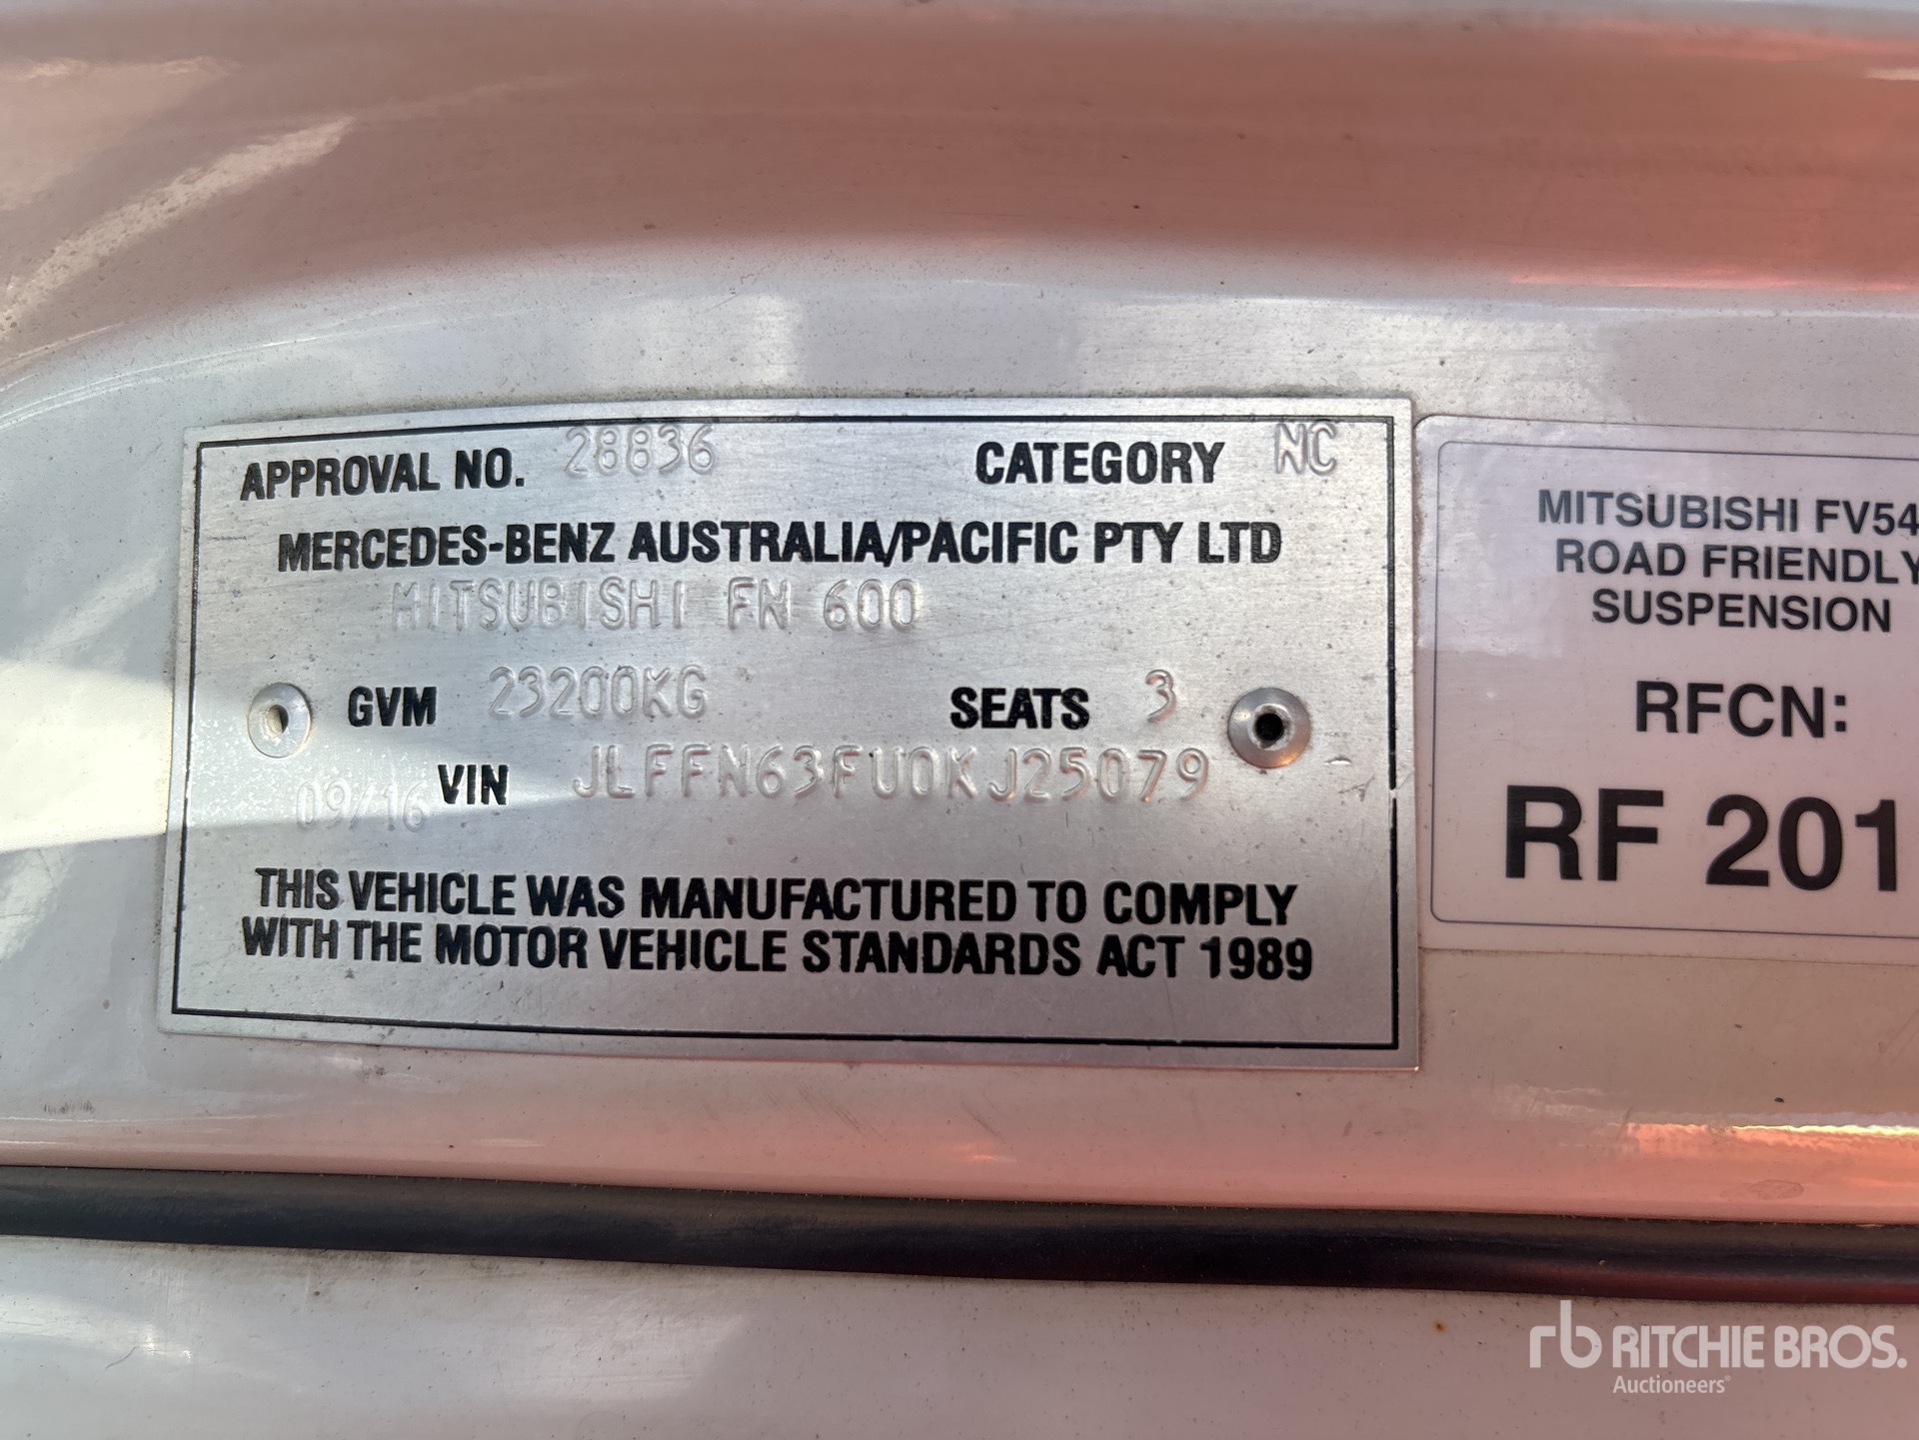 APPROVAL NO. 28836 CATEGORY NC
MERCEDES-BENZ AUSTRALIA/PACIFIC PTY LTD
MITSUBISHI FN 600
GVM 23200KG SEATS 3
09/16 VIN JLFFN63FU0KJ25079
THIS VEHICLE WAS MANUFACTURED TO COMPLY
WITH THE MOTOR VEHICLE STANDARDS ACT 1989
MITSUBISHI FV54
ROAD FRIENDLY
SUSPENSION
RFCN:
RF 201
rb RITCHIE BROS.
Auctioneers